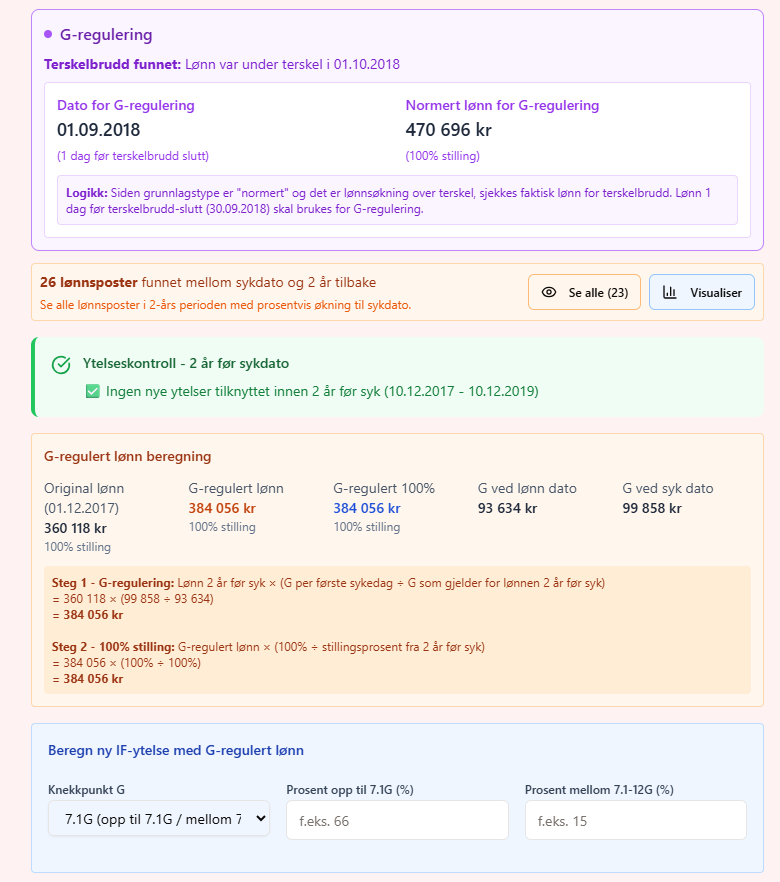 G-regulering
Terskelbrudd funnet: Lønn var under terskel i 01.10.2018
Dato for G-regulering
Normert lønn for G-regulering
01.09.2018
470 696 kr
(1 dag før terskelbrudd slutt)
(100% stilling)
Logikk: Siden grunnlagstype er "normert" og det er lønnsøkning over terskel, sjekkes faktisk lønn for terskelbrudd. Lønn 1
dag før terskelbrudd-slutt (30.09.2018) skal brukes for G-regulering.
26 lønnsposter funnet mellom sykdato og 2 år tilbake
Se alle lønnsposter i 2-års perioden med prosentvis økning til sykdato.
Se alle (23)
Visualiser
Ytelseskontroll - 2 år før sykdato
✅ Ingen nye ytelser tilknyttet innen 2 år før syk (10.12.2017 - 10.12.2019)
G-regulert lønn beregning
Original lønn
(01.12.2017)
360 118 kr
100% stilling
G-regulert lønn
384 056 kr
100% stilling
G-regulert 100%
384 056 kr
100% stilling
G ved lønn dato
93 634 kr
G ved syk dato
99 858 kr
Steg 1 - G-regulering: Lønn 2 år før syk × (G per første sykedag ÷ G som gjelder for lønnen 2 år før syk)
= 360 118 × (99 858 ÷ 93 634)
= 384 056 kr
Steg 2 - 100% stilling: G-regulert lønn × (100% ÷ stillingsprosent fra 2 år før syk)
= 384 056 × (100% ÷ 100%)
= 384 056 kr
Beregn ny IF-ytelse med G-regulert lønn
Knekkpunkt G
Prosent opp til 7.1G (%)
Prosent mellom 7.1-12G (%)
7.1G (opp til 7.1G / mellom 7
f.eks. 66
f.eks. 15